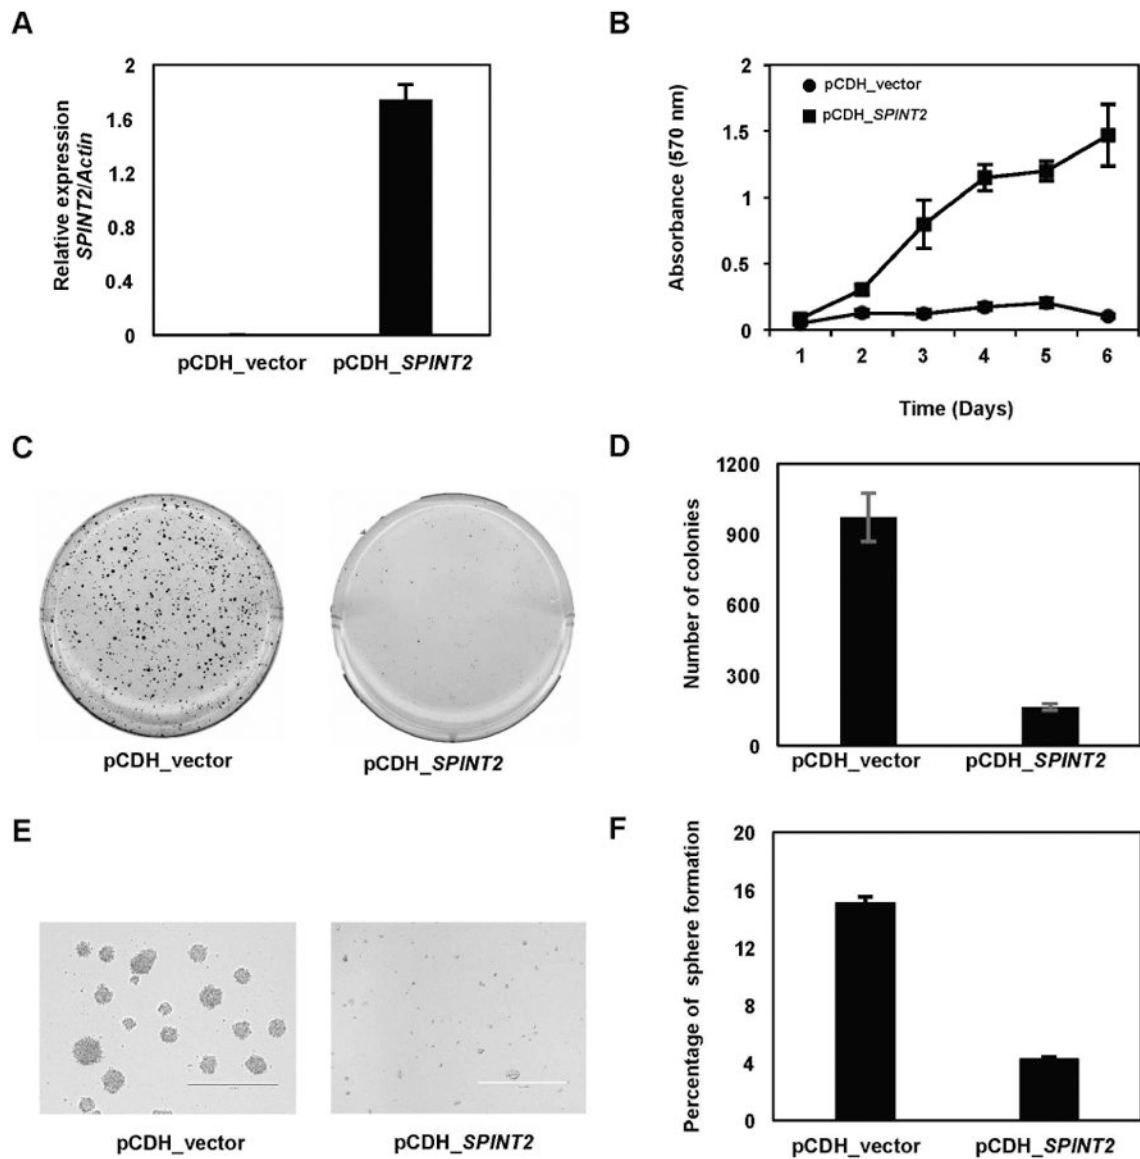 A
Relative expression
SPINT2/Actin
2
1.6
1.2
0.8
0.4
0
pCDH_vector
pCDH_SPINT2
B
Absorbance (570 nm)
2
1.5
1
0.5
0
pCDH_vector
pCDH_SPINT2
1 2 3 4 5 6
Time (Days)
C
pCDH_vector
pCDH_SPINT2
D
Number of colonies
1200
900
600
300
0
pCDH_vector
pCDH_SPINT2
E
pCDH_vector
pCDH_SPINT2
F
Percentage of sphere formation
20
16
12
8
4
0
pCDH_vector
pCDH_SPINT2